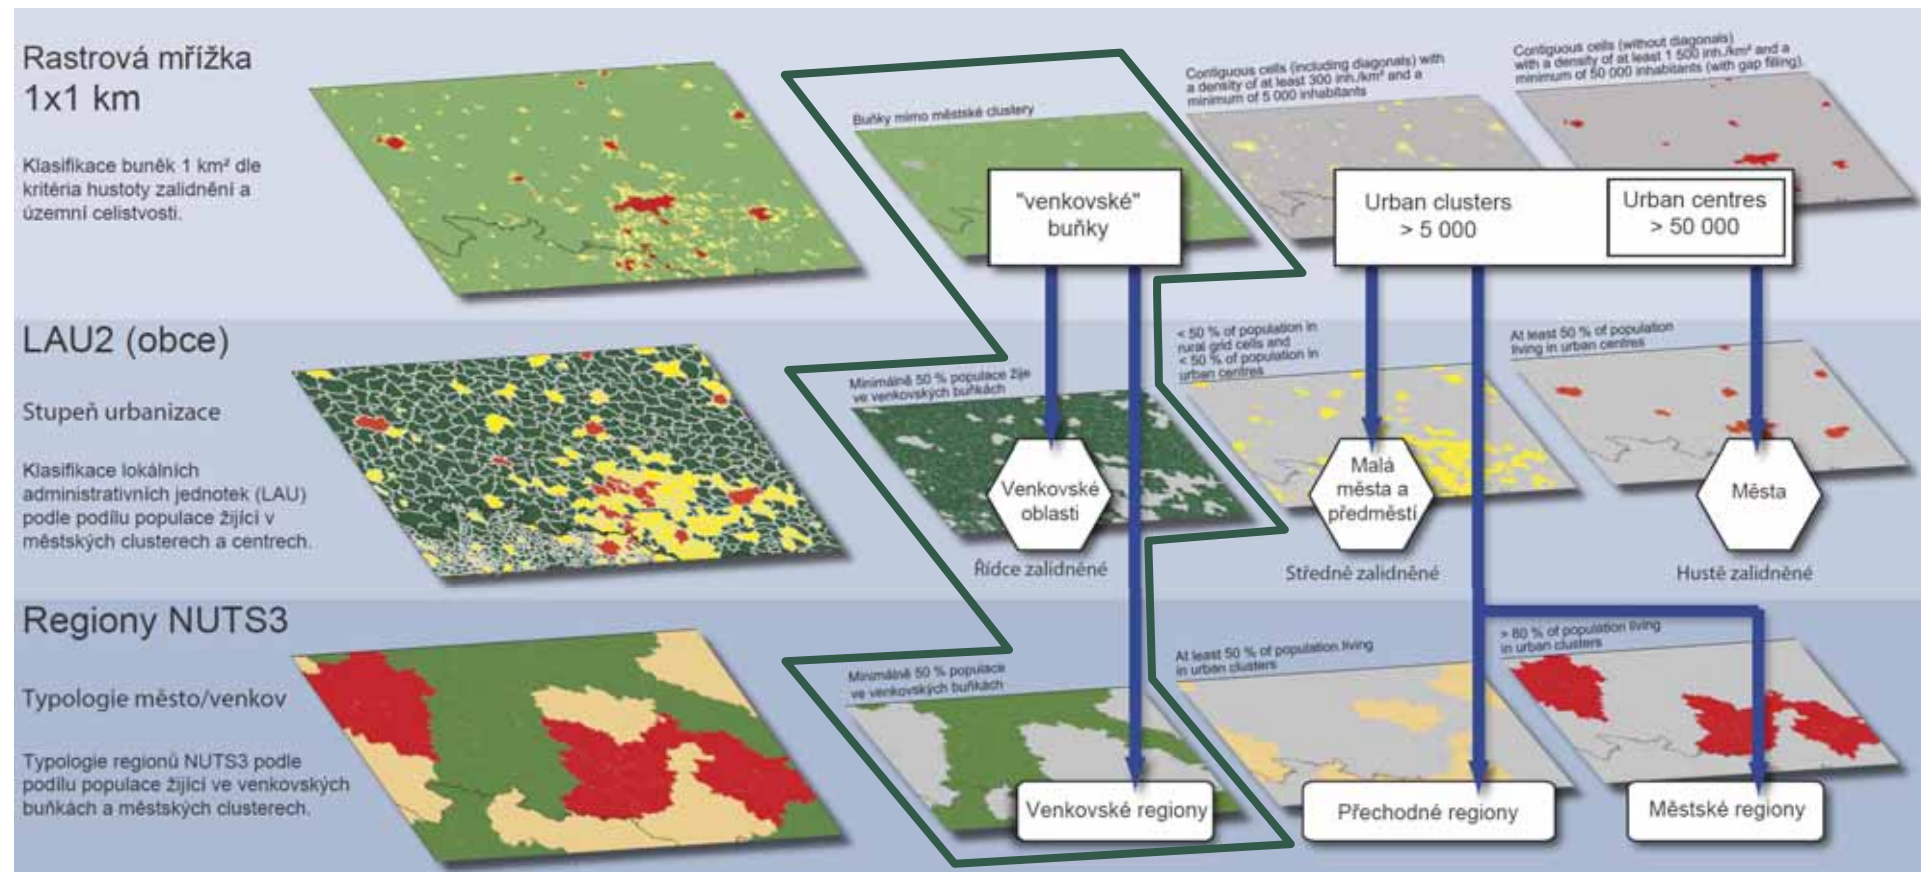 Rastrová mřížka
1x1 km
Klasifikace buněk 1 km² dle
kritéria hustoty zalidnění a
územní celistvosti.
Buňky mimo městské clustery
Contiguous cells (including diagonals) with
a density of at least 300 inh./km² and a
minimum of 5 000 inhabitants
Contiguous cells (without diagonals)
with a density of at least 1 500 inh./km² and a
minimum of 50 000 inhabitants (with gap filling).
"venkovské"
buňky
Urban clusters
> 5 000
Urban centres
> 50 000
LAU2 (obce)
Stupeň urbanizace
Klasifikace lokálních
administrativních jednotek (LAU)
podle podílu populace žijící v
městských clusterech a centrech.
Minimálně 50 % populace žije
ve venkovských buňkách
< 50 % of population in
rural grid cells and
< 50 % of population in
urban centres
At least 50 % of population
living in urban centres
Venkovské
oblasti
Malá
města a
předměstí
Města
Řídce zalidněné
Středně zalidněné
Hustě zalidněné
Regiony NUTS3
Typologie město/venkov
Typologie regionů NUTS3 podle
podílu populace žijící ve venkovských
buňkách a městských clusterech.
Minimálně 50 % populace
ve venkovských buňkách
At least 50 % of population living
in urban clusters
> 80 % of population living
in urban clusters
Venkovské regiony
Přechodné regiony
Městské regiony